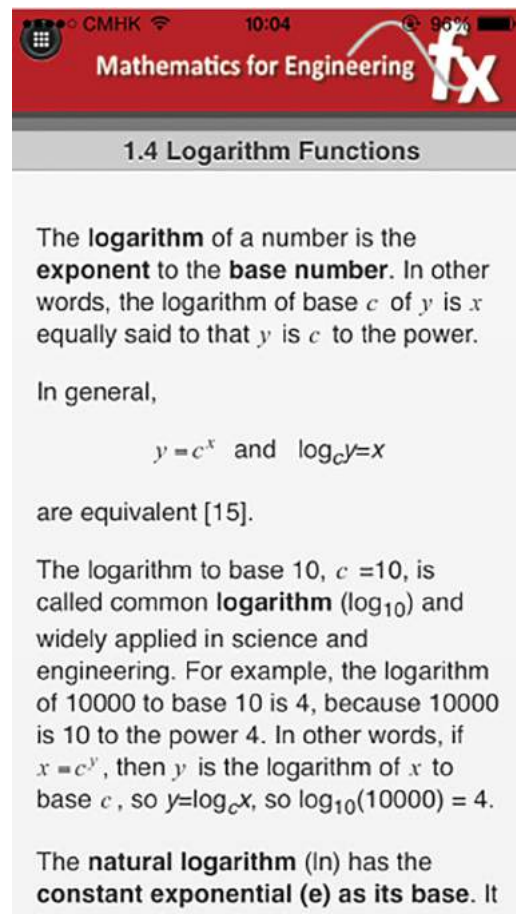 CMHK 10:04 96%
Mathematics for Engineering fx
1.4 Logarithm Functions
The logarithm of a number is the
exponent to the base number. In other
words, the logarithm of base c of y is x
equally said to that y is c to the power.
In general,
y = cˣ and log_c y=x
are equivalent [15].
The logarithm to base 10, c =10, is
called common logarithm (log₁₀) and
widely applied in science and
engineering. For example, the logarithm
of 10000 to base 10 is 4, because 10000
is 10 to the power 4. In other words, if
x = cʸ, then y is the logarithm of x to
base c, so y=log_c x, so log₁₀(10000) = 4.
The natural logarithm (ln) has the
constant exponential (e) as its base. It